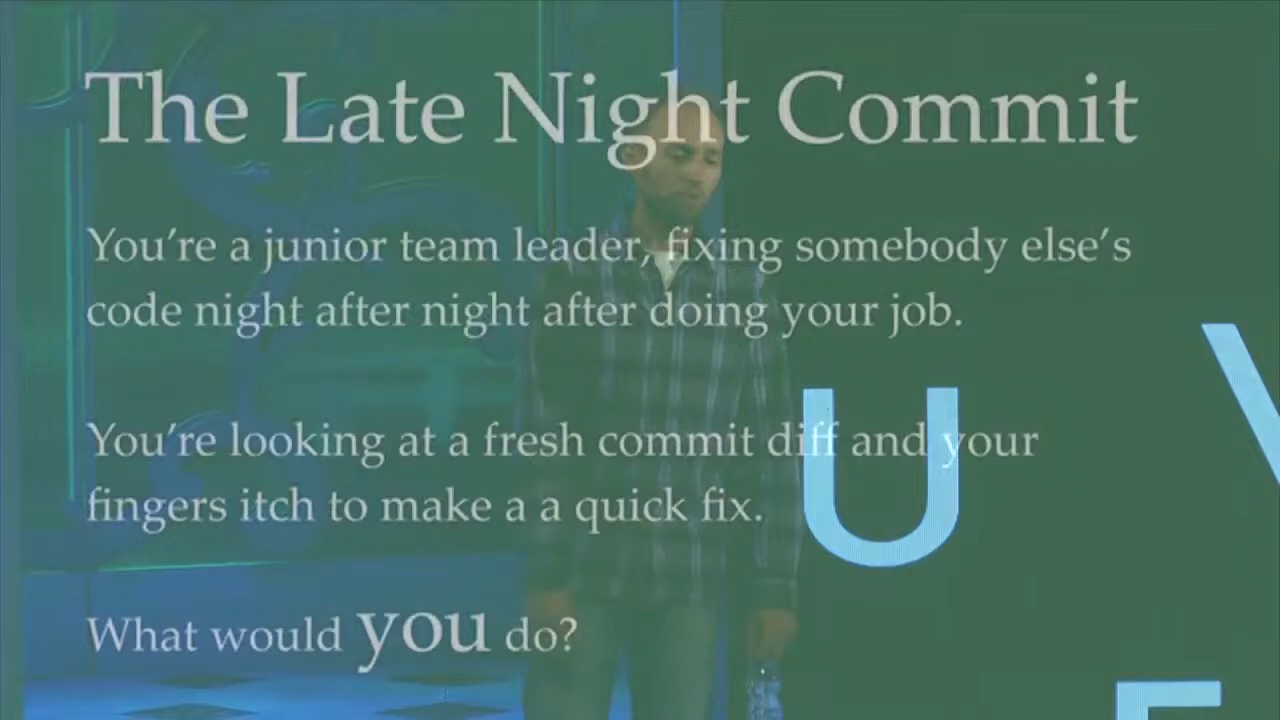 The Late Night Commit
You're a junior team leader, fixing somebody else's
code night after night after doing your job.
You're looking at a fresh commit diff and your
fingers itch to make a a quick fix.
What would you do?
U